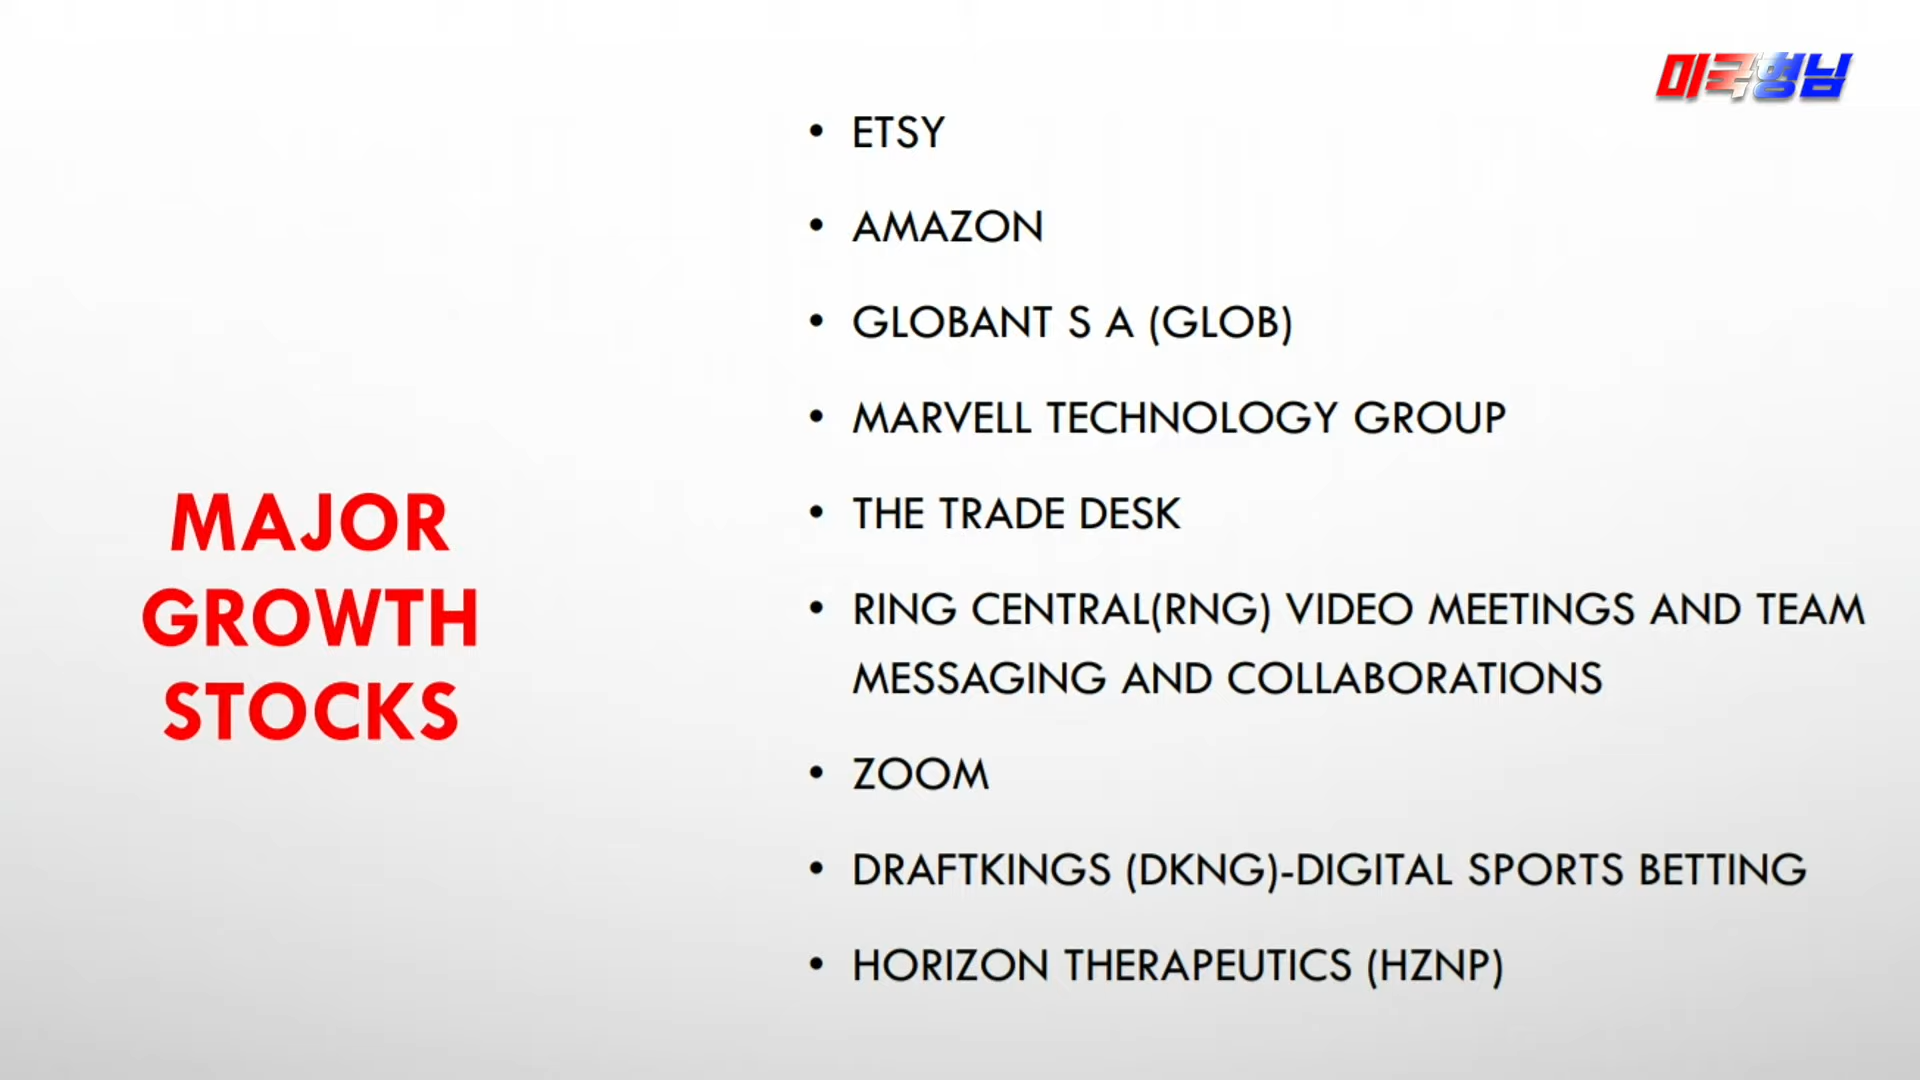 미국형님
MAJOR
GROWTH
STOCKS
• ETSY
• AMAZON
• GLOBANT S A (GLOB)
• MARVELL TECHNOLOGY GROUP
• THE TRADE DESK
• RING CENTRAL(RNG) VIDEO MEETINGS AND TEAM
MESSAGING AND COLLABORATIONS
• ZOOM
• DRAFTKINGS (DKNG)-DIGITAL SPORTS BETTING
• HORIZON THERAPEUTICS (HZNP)